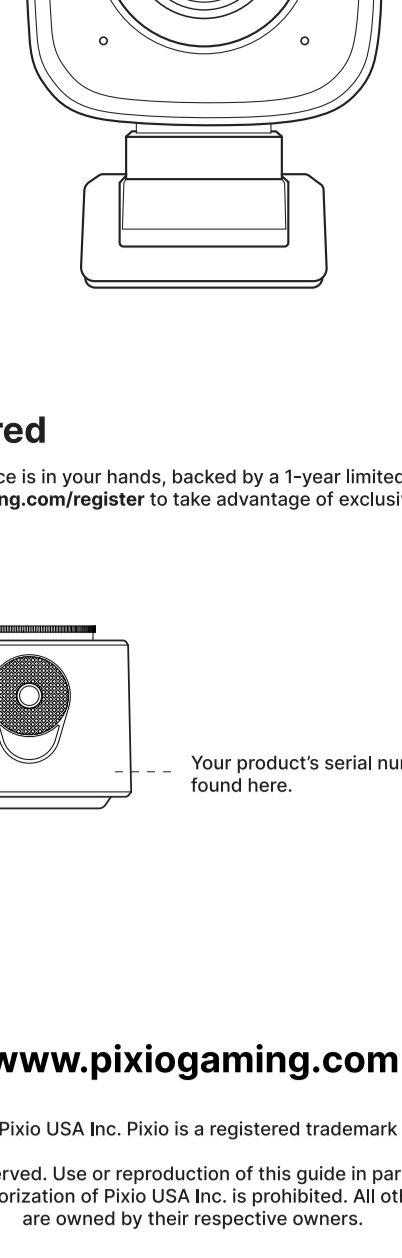 red
ce is in your hands, backed by a 1-year limited
ng.com/register to take advantage of exclusiv
Your product's serial nu
found here.
www.pixiogaming.com
Pixio USA Inc. Pixio is a registered trademark
erved. Use or reproduction of this guide in par
orization of Pixio USA Inc. is prohibited. All ot
are owned by their respective owners.